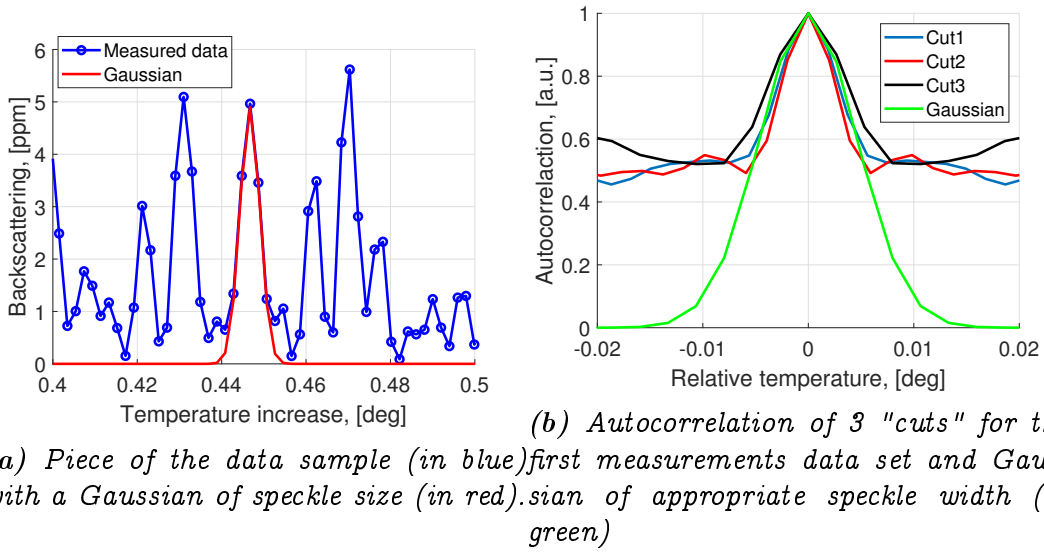 Measured data
Gaussian
6
5
4
3
2
1
0
Backscattering, [ppm]
0.4
0.42
0.44
0.46
0.48
0.5
Temperature increase, [deg]
Cut1
Cut2
Cut3
Gaussian
1
0.8
0.6
0.4
0.2
0
Autocorrelaction, [a.u.]
-0.02
-0.01
0
0.01
0.02
Relative temperature, [deg]
a) Piece of the data sample (in blue)
with a Gaussian of speckle size (in red).
(b) Autocorrelation of 3 "cuts" for
first measurements data set and Gau
sian of appropriate speckle width (
green)